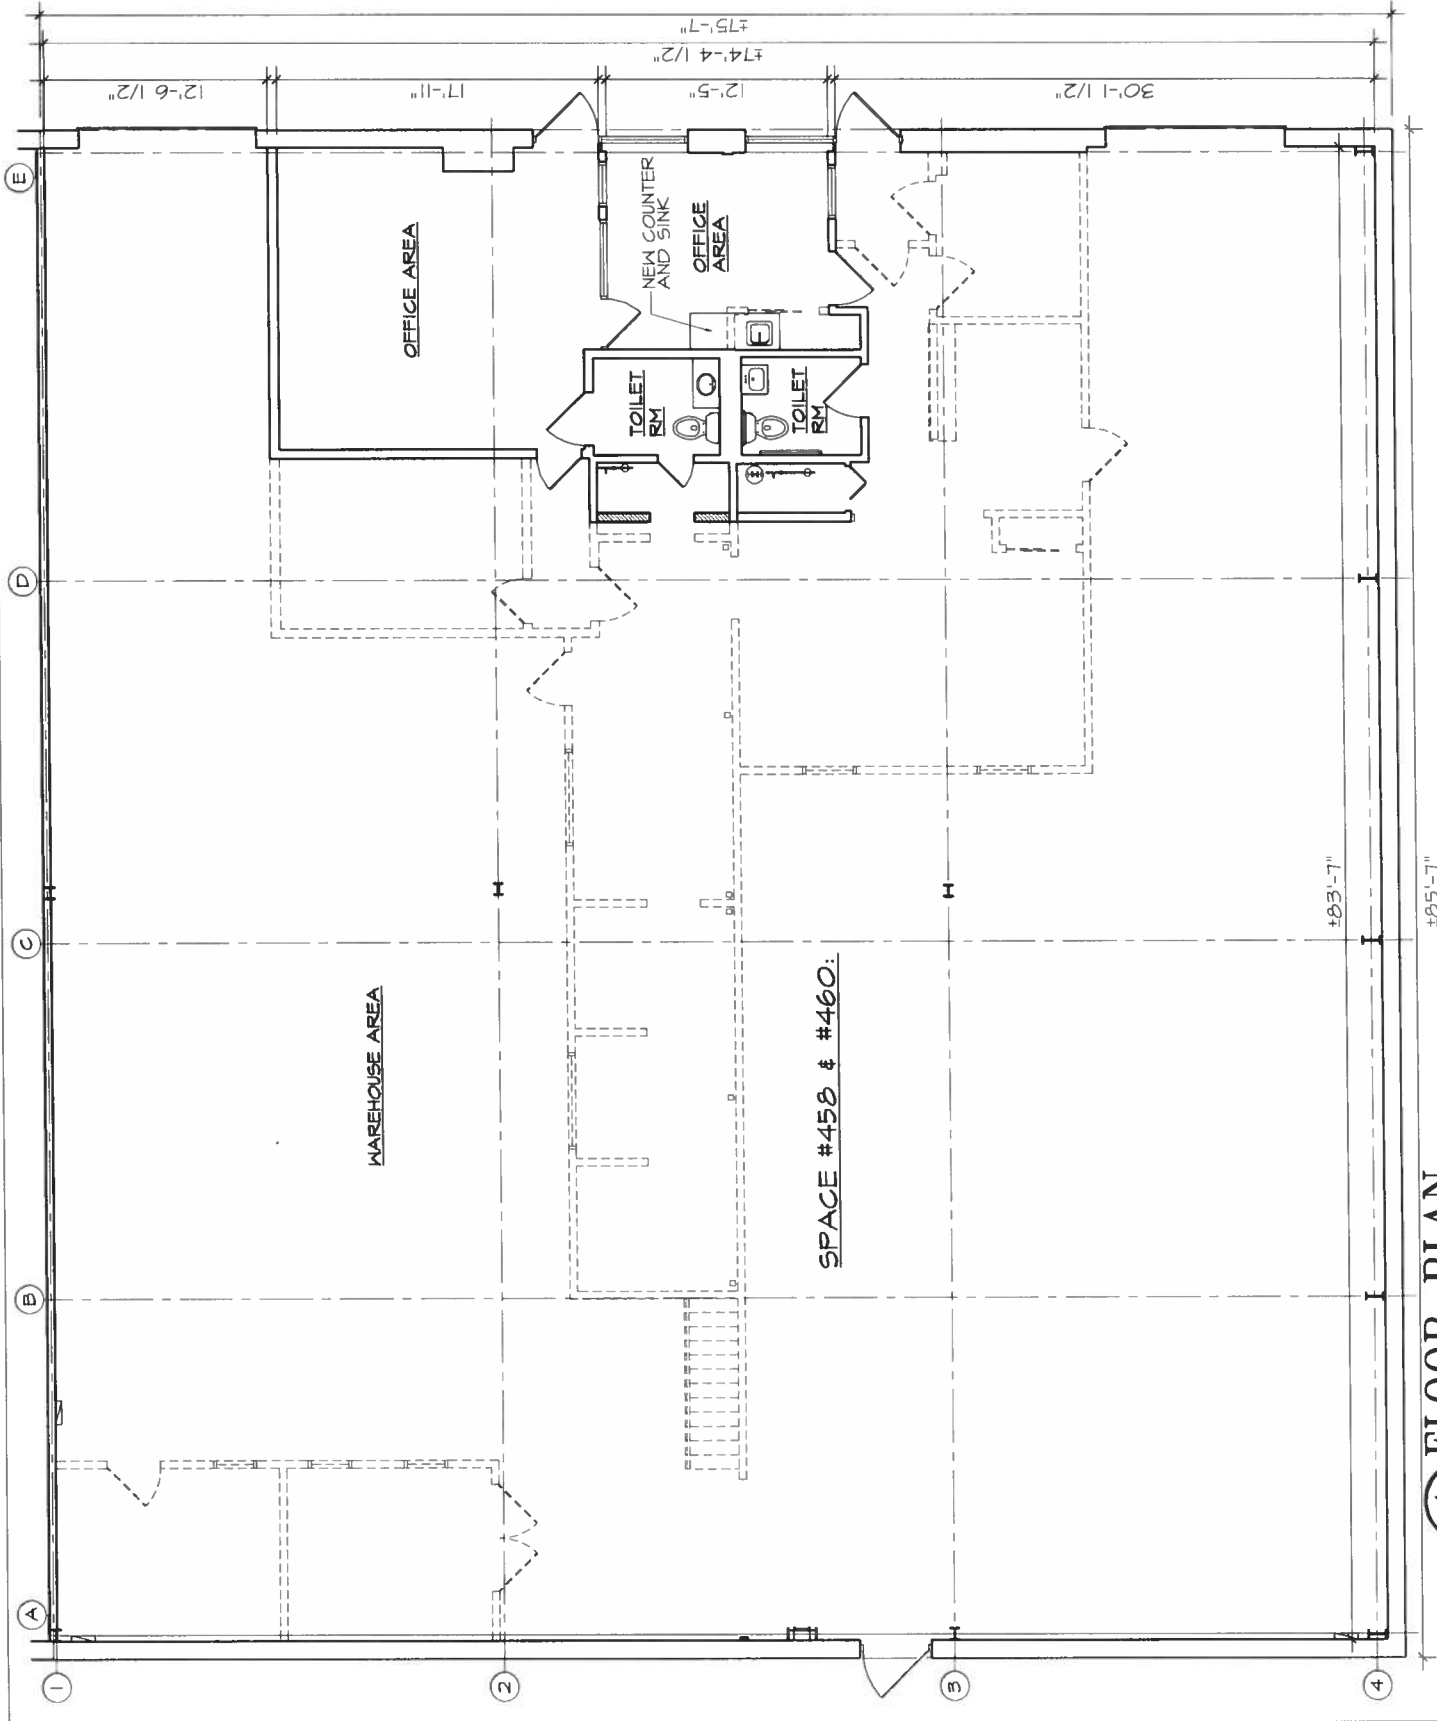 ±75'-7"
±74'-4 1/2"
12'-6 1/2"
17'-11"
12'-5"
30'-1 1/2"
E
D
C
B
A
1
2
3
4
OFFICE AREA
NEW COUNTER
AND SINK
OFFICE
AREA
TOILET
RM
TOILET
RM
WAREHOUSE AREA
SPACE #458 & #460:
±83'-7"
±85'-7"
FLOOR PLAN